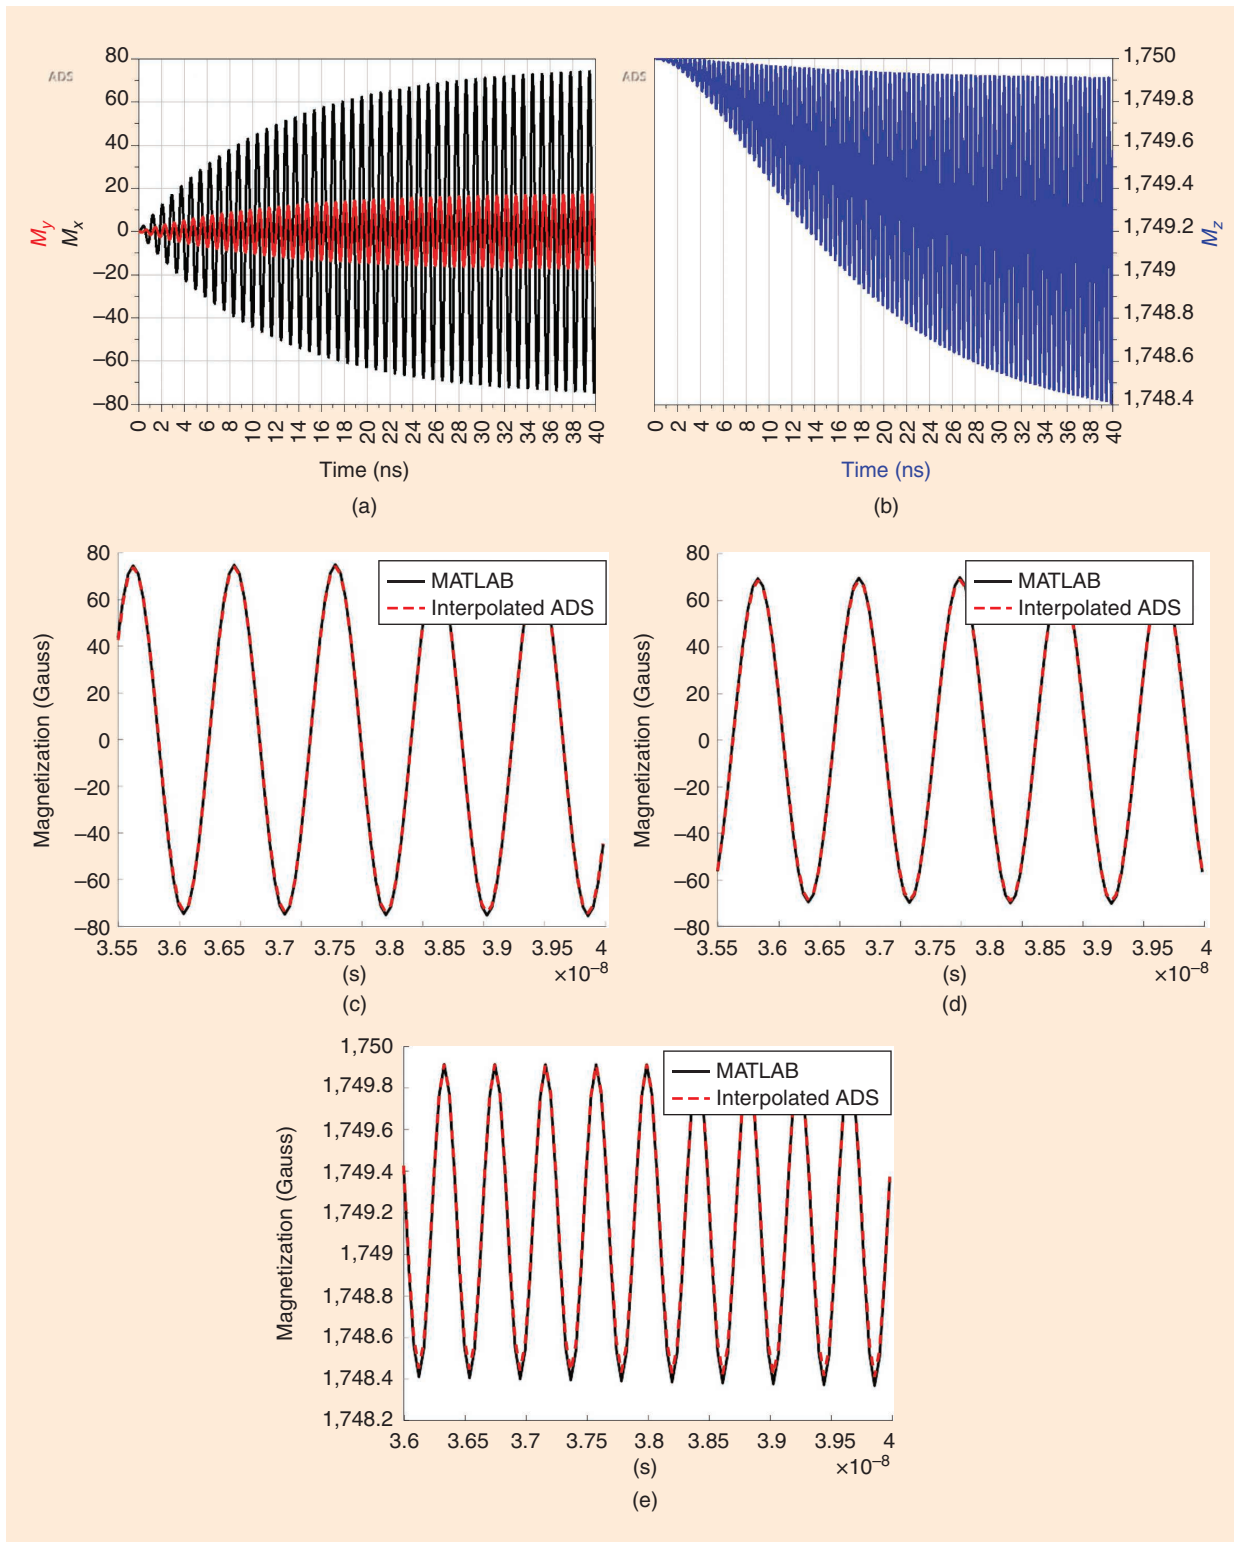 ADS
80
60
40
20
0
–20
–40
–60
–80
My
Mx
0 2 4 6 8 10 12 14 16 18 20 22 24 26 28 30 32 34 36 38 40
Time (ns)
(a)
ADS
1,750
1,749.8
1,749.6
1,749.4
1,749.2
1,749
1,748.8
1,748.6
1,748.4
Mz
0 2 4 6 8 10 12 14 16 18 20 22 24 26 28 30 32 34 36 38 40
Time (ns)
(b)
80
60
40
20
0
–20
–40
–60
–80
Magnetization (Gauss)
MATLAB
Interpolated ADS
3.55 3.6 3.65 3.7 3.75 3.8 3.85 3.9 3.95 4
(s)
×10–8
(c)
80
60
40
20
0
–20
–40
–60
–80
Magnetization (Gauss)
MATLAB
Interpolated ADS
3.55 3.6 3.65 3.7 3.75 3.8 3.85 3.9 3.95 4
(s)
×10–8
(d)
1,750
1,749.8
1,749.6
1,749.4
1,749.2
1,749
1,748.8
1,748.6
1,748.4
1,748.2
Magnetization (Gauss)
MATLAB
Interpolated ADS
3.6 3.65 3.7 3.75 3.8 3.85 3.9 3.95 4
(s)
×10–8
(e)